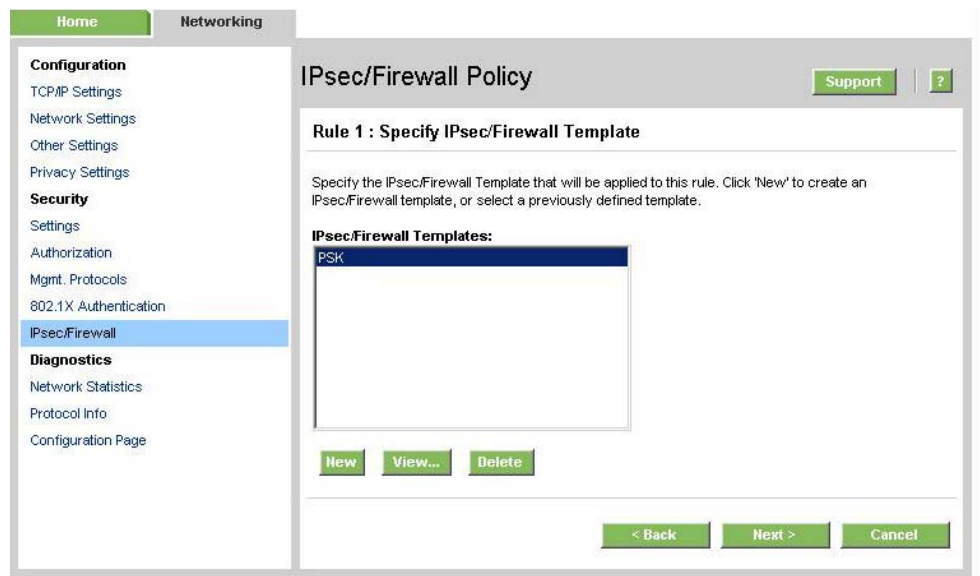 Home
Networking
Configuration
TCP/IP Settings
Network Settings
Other Settings
Privacy Settings
Security
Settings
Authorization
Mgmt. Protocols
802.1X Authentication
IPsec/Firewall
Diagnostics
Network Statistics
Protocol Info
Configuration Page
IPsec/Firewall Policy
Support
?
Rule 1 : Specify IPsec/Firewall Template
Specify the IPsec/Firewall Template that will be applied to this rule. Click 'New' to create an
IPsec/Firewall template, or select a previously defined template.
IPsec/Firewall Templates:
PSK
New
View...
Delete
< Back
Next >
Cancel